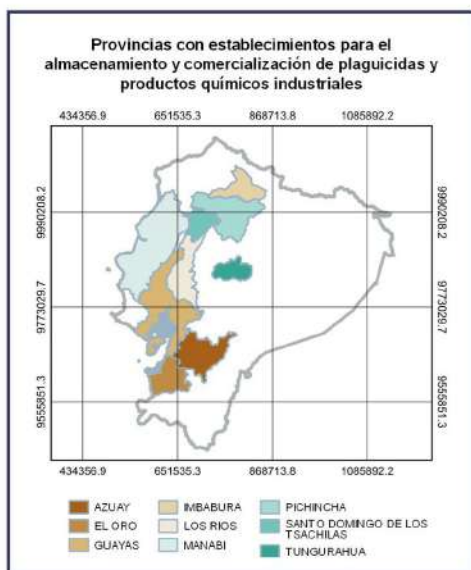 Provincias con establecimientos para el
almacenamiento y comercialización de plaguicidas y
productos químicos industriales
434356.9 651535.3 868713.8 1085892.2
9990208.2 9990208.2
9773029.7 9773029.7
9555851.3 9555851.3
434356.9 651535.3 868713.8 1085892.2
AZUAY IMBABURA PICHINCHA
EL ORO LOS RIOS SANTO DOMINGO DE LOS
TSACHILAS
GUAYAS MANABI TUNGURAHUA